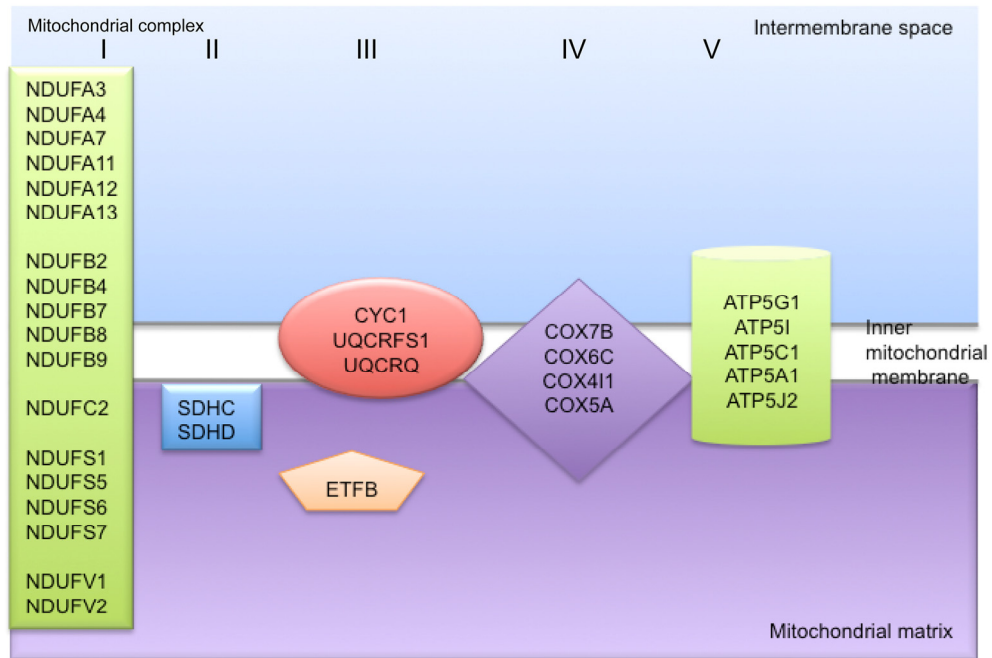 Mitochondrial complex
Intermembrane space
I II III IV V
NDUFA3
NDUFA4
NDUFA7
NDUFA11
NDUFA12
NDUFA13
NDUFB2
NDUFB4
NDUFB7
NDUFB8
NDUFB9
NDUFC2
NDUFS1
NDUFS5
NDUFS6
NDUFS7
NDUFV1
NDUFV2
SDHC
SDHD
CYC1
UQCRFS1
UQCRQ
ETFB
COX7B
COX6C
COX4I1
COX5A
ATP5G1
ATP5I
ATP5C1
ATP5A1
ATP5J2
Inner
mitochondrial
membrane
Mitochondrial matrix